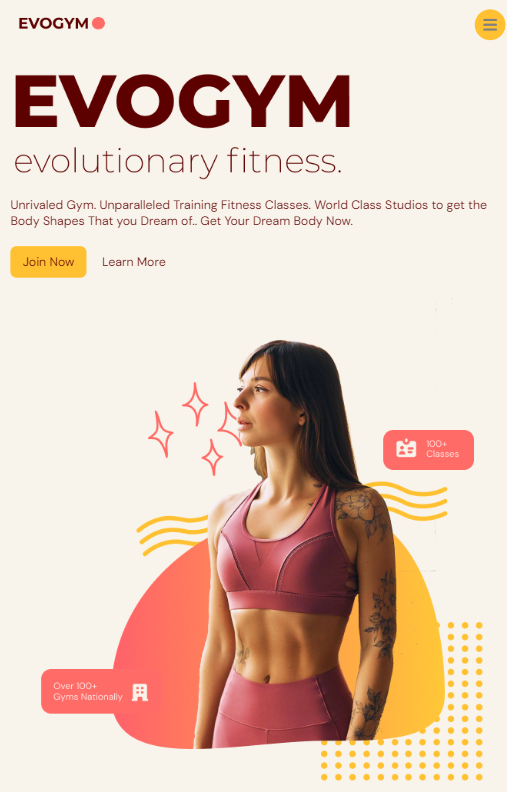 EVOGYM
EVOGYM
evolutionary fitness.
Unrivaled Gym. Unparalleled Training Fitness Classes. World Class Studios to get the
Body Shapes That you Dream of.. Get Your Dream Body Now.
Join Now
Learn More
100+
Classes
Over 100+
Gyms Nationally